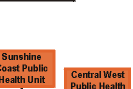 Sunshine
Coast Public
Health Unit
Central West
Public Health